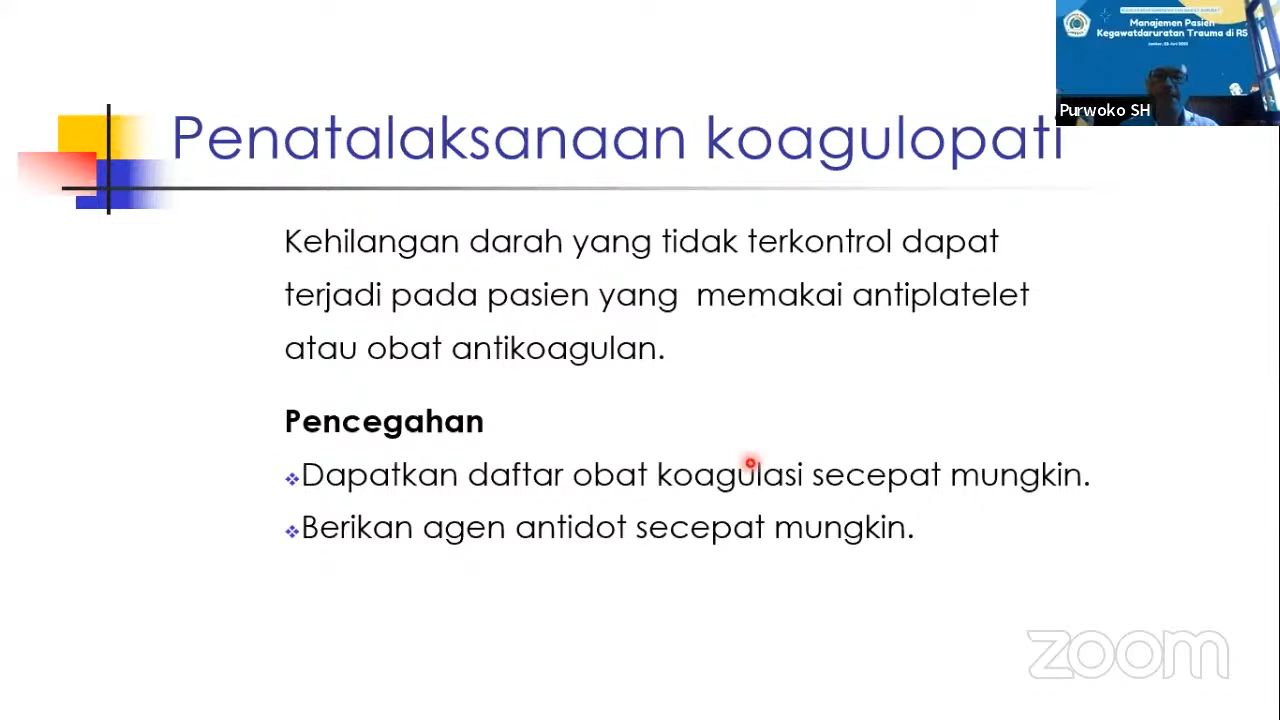 Manajemen Pasien
Kegawatdaruratan Trauma di RS
Purwoko SH
Penatalaksanaan koagulopati
Kehilangan darah yang tidak terkontrol dapat
terjadi pada pasien yang memakai antiplatelet
atau obat antikoagulan.
Pencegahan
Dapatkan daftar obat koagulasi secepat mungkin.
Berikan agen antidot secepat mungkin.
zoom